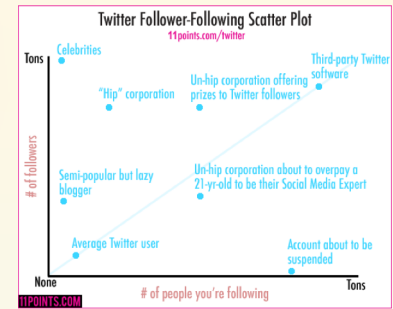 Twitter Follower-Following Scatter Plot
11points.com/twitter
Celebrities
Tons
Third-party Twitter
software
"Hip" corporation
Un-hip corporation offering
prizes to Twitter followers
# of followers
Semi-popular but lazy
blogger
Un-hip corporation about to overpay a
21-yr-old to be their Social Media Expert
Average Twitter user
Account about to be
suspended
None
# of people you're following
Tons
11POINTS.COM